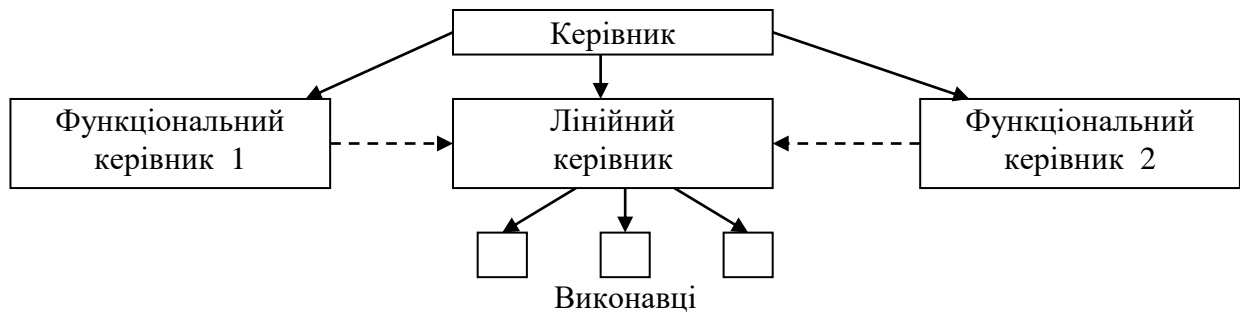 Керівник
Функціональний
керівник 1
Лінійний
керівник
Функціональний
керівник 2
Виконавці